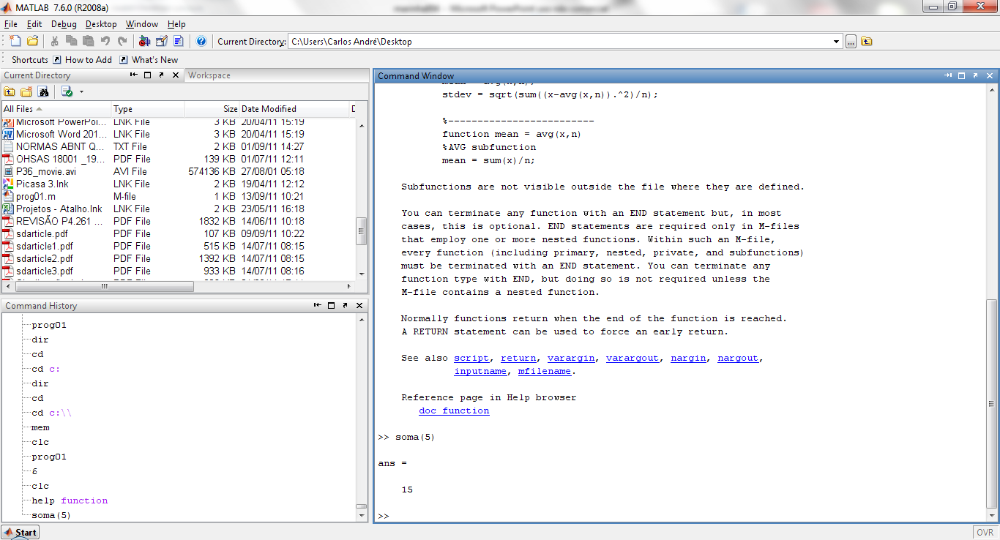 MATLAB 7.6.0 (R2008a)
File Edit Debug Desktop Window Help
Current Directory: C:\Users\Carlos André\Desktop ...
Shortcuts How to Add What's New
Current Directory Workspace
All Files Type Size Date Modified D
Microsoft PowerPoi... LNK File 3 KB 20/04/11 15:19
Microsoft Word 201... LNK File 3 KB 20/04/11 15:19
NORMAS ABNT Q... TXT File 2 KB 01/09/11 14:27
OHSAS 18001 _19... PDF File 139 KB 01/07/11 12:11
P36_movie.avi AVI File 574136 KB 27/08/01 05:18
Picasa 3.lnk LNK File 2 KB 19/04/11 12:12
prog01.m M-file 1 KB 13/09/11 10:21
Projetos - Atalho.lnk LNK File 2 KB 23/05/11 16:18
REVISÃO P4.261 ... PDF File 1832 KB 14/06/11 10:18
sdarticle.pdf PDF File 107 KB 09/09/11 10:22
sdarticle1.pdf PDF File 515 KB 14/07/11 08:15
sdarticle2.pdf PDF File 1392 KB 14/07/11 08:15
sdarticle3.pdf PDF File 933 KB 14/07/11 08:16
Command History
prog01
dir
cd
cd c:
dir
cd
cd c:\\
mem
clc
prog01
6
clc
help function
soma(5)
Command Window
mean = avg(x,n);
stdev = sqrt(sum((x-avg(x,n)).^2)/n);
%-------------------------
function mean = avg(x,n)
%AVG subfunction
mean = sum(x)/n;
Subfunctions are not visible outside the file where they are defined.
You can terminate any function with an END statement but, in most
cases, this is optional. END statements are required only in M-files
that employ one or more nested functions. Within such an M-file,
every function (including primary, nested, private, and subfunctions)
must be terminated with an END statement. You can terminate any
function type with END, but doing so is not required unless the
M-file contains a nested function.
Normally functions return when the end of the function is reached.
A RETURN statement can be used to force an early return.
See also script, return, varargin, varargout, nargin, nargout,
inputname, mfilename.
Reference page in Help browser
doc function
>> soma(5)
ans =
15
>>
Start OVR